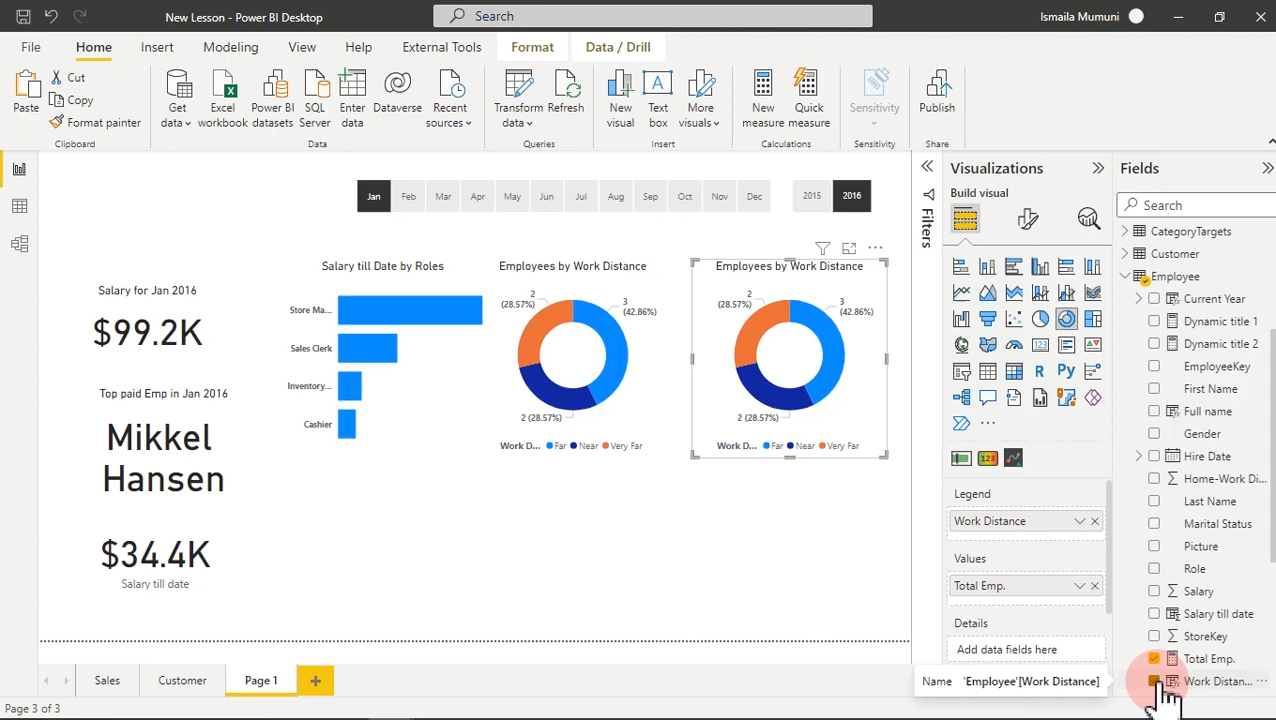 New Lesson - Power BI Desktop
Search
Ismaila Mumuni
File Home Insert Modeling View Help External Tools Format Data / Drill
Paste
Cut
Copy
Format painter
Clipboard
Get data
Excel workbook
Power BI datasets
SQL Server
Enter data
Dataverse
Recent sources
Data
Transform data
Refresh
Queries
New visual
Text box
More visuals
Insert
New measure
Quick measure
Calculations
Sensitivity
Sensitivity
Publish
Share
Jan Feb Mar Apr May Jun Jul Aug Sep Oct Nov Dec
2015 2016
Salary for Jan 2016
$99.2K
Top paid Emp in Jan 2016
Mikkel
Hansen
$34.4K
Salary till date
Salary till Date by Roles
Store Ma...
Sales Clerk
Inventory...
Cashier
Employees by Work Distance
2
(28.57%)
3
(42.86%)
2 (28.57%)
Work D... Far Near Very Far
Employees by Work Distance
2
(28.57%)
3
(42.86%)
2 (28.57%)
Work D... Far Near Very Far
Filters
Visualizations
Build visual
R Py
123
123
Legend
Work Distance
Values
Total Emp.
Details
Add data fields here
Name 'Employee'[Work Distance]
Fields
Search
CategoryTargets
Customer
Employee
Current Year
Dynamic title 1
Dynamic title 2
EmployeeKey
First Name
Full name
Gender
Hire Date
Home-Work Di...
Last Name
Marital Status
Picture
Role
Salary
Salary till date
StoreKey
Total Emp.
Work Distan... ...
Sales Customer Page 1
Page 3 of 3